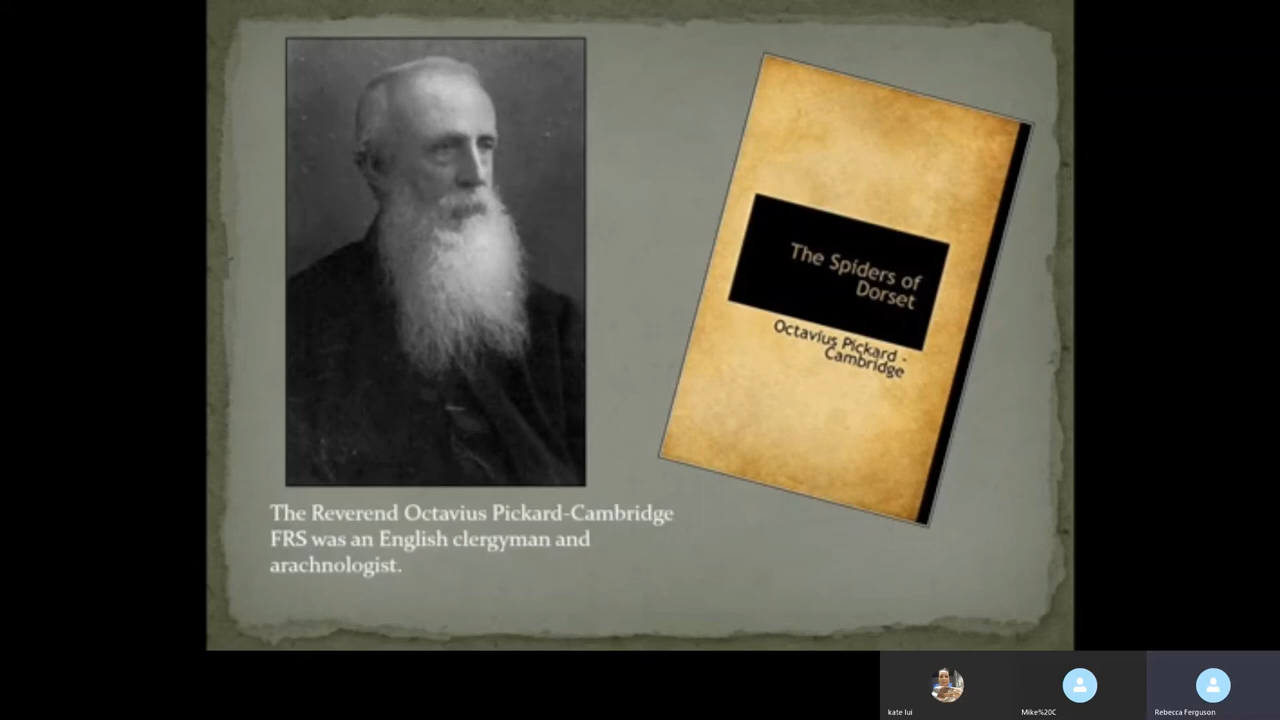 The Spiders of
Dorset
Octavius Pickard -
Cambridge
The Reverend Octavius Pickard-Cambridge
FRS was an English clergyman and
arachnologist.
kate lui
Mike%20C
Rebecca Ferguson